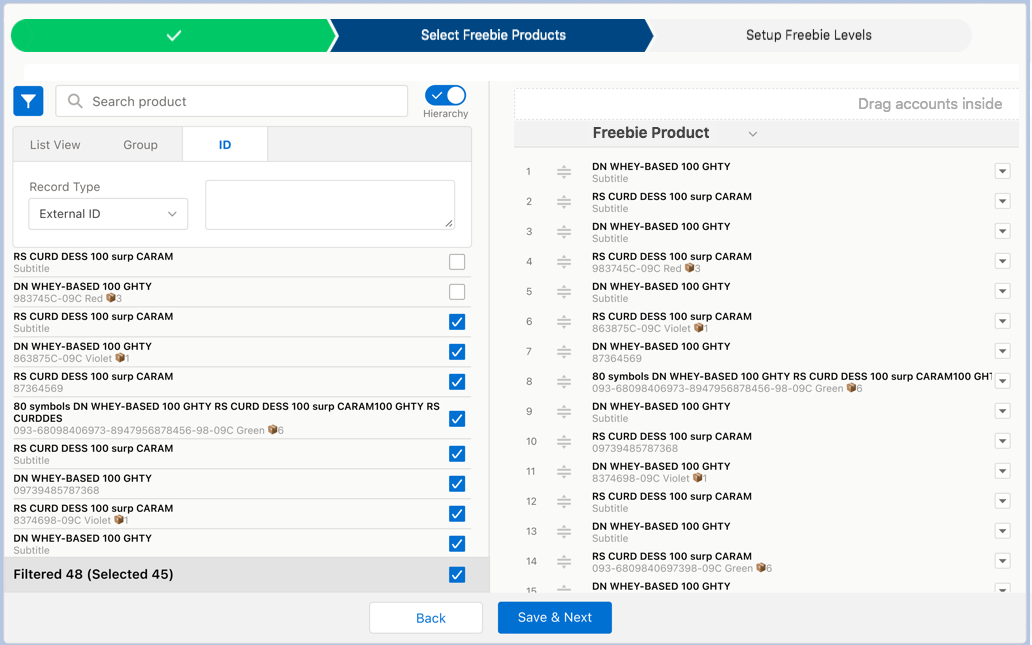 Select Freebie Products
Setup Freebie Levels
Search product
Hierarchy
List View
Group
ID
Record Type
External ID
RS CURD DESS 100 surp CARAM
Subtitle
DN WHEY-BASED 100 GHTY
983745C-09C Red 📦3
RS CURD DESS 100 surp CARAM
Subtitle
DN WHEY-BASED 100 GHTY
863875C-09C Violet 📦1
RS CURD DESS 100 surp CARAM
87364569
80 symbols DN WHEY-BASED 100 GHTY RS CURD DESS 100 surp CARAM100 GHTY RS
CURDDES
093-68098406973-8947956878456-98-09C Green 📦6
RS CURD DESS 100 surp CARAM
Subtitle
DN WHEY-BASED 100 GHTY
09739485787368
RS CURD DESS 100 surp CARAM
8374698-09C Violet 📦1
DN WHEY-BASED 100 GHTY
Subtitle
Filtered 48 (Selected 45)
Drag accounts inside
Freebie Product
1
DN WHEY-BASED 100 GHTY
Subtitle
2
RS CURD DESS 100 surp CARAM
Subtitle
3
DN WHEY-BASED 100 GHTY
Subtitle
4
RS CURD DESS 100 surp CARAM
983745C-09C Red 📦3
5
DN WHEY-BASED 100 GHTY
Subtitle
6
RS CURD DESS 100 surp CARAM
863875C-09C Violet 📦1
7
DN WHEY-BASED 100 GHTY
87364569
8
80 symbols DN WHEY-BASED 100 GHTY RS CURD DESS 100 surp CARAM100 GHT
093-68098406973-8947956878456-98-09C Green 📦6
9
DN WHEY-BASED 100 GHTY
Subtitle
10
RS CURD DESS 100 surp CARAM
09739485787368
11
DN WHEY-BASED 100 GHTY
8374698-09C Violet 📦1
12
RS CURD DESS 100 surp CARAM
Subtitle
13
DN WHEY-BASED 100 GHTY
Subtitle
14
RS CURD DESS 100 surp CARAM
093-6809840697398-09C Green 📦6
15
DN WHEY-BASED 100 GHTY
Back
Save & Next